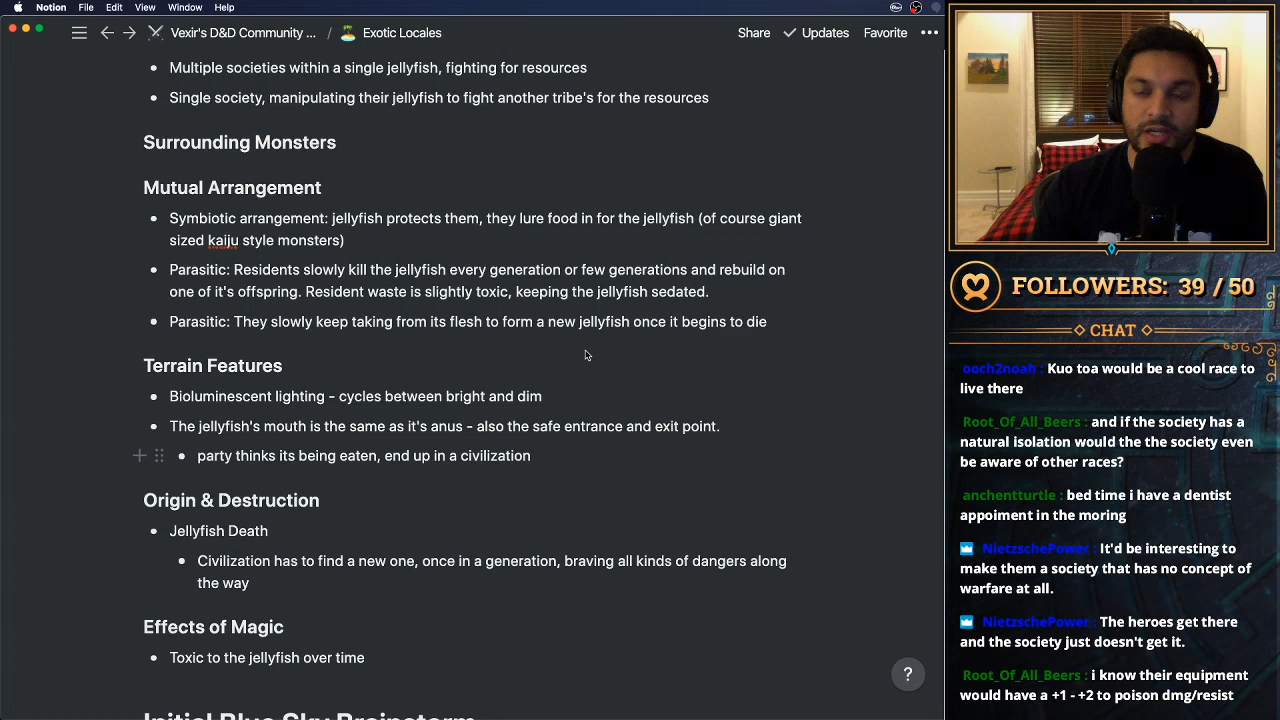 Notion File Edit View Window Help
Vexir's D&D Community ... / Exotic Locales
Share Updates Favorite
Multiple societies within a single jellyfish, fighting for resources
Single society, manipulating their jellyfish to fight another tribe's for the resources
Surrounding Monsters
Mutual Arrangement
Symbiotic arrangement: jellyfish protects them, they lure food in for the jellyfish (of course giant
sized kaiju style monsters)
Parasitic: Residents slowly kill the jellyfish every generation or few generations and rebuild on
one of it's offspring. Resident waste is slightly toxic, keeping the jellyfish sedated.
Parasitic: They slowly keep taking from its flesh to form a new jellyfish once it begins to die
Terrain Features
Bioluminescent lighting - cycles between bright and dim
The jellyfish's mouth is the same as it's anus - also the safe entrance and exit point.
party thinks its being eaten, end up in a civilization
Origin & Destruction
Jellyfish Death
Civilization has to find a new one, once in a generation, braving all kinds of dangers along
the way
Effects of Magic
Toxic to the jellyfish over time
Initial Blue Sky Brainstorm
?
FOLLOWERS: 39 / 50
CHAT
ooch2noah : Kuo toa would be a cool race to
live there
Root_Of_All_Beers : and if the society has a
natural isolation would the the society even
be aware of other races?
anchentturtle : bed time i have a dentist
appoiment in the moring
NietzschePower : It'd be interesting to
make them a society that has no concept of
warfare at all.
NietzschePower : The heroes get there
and the society just doesn't get it.
Root_Of_All_Beers : i know their equipment
would have a +1 - +2 to poison dmg/resist